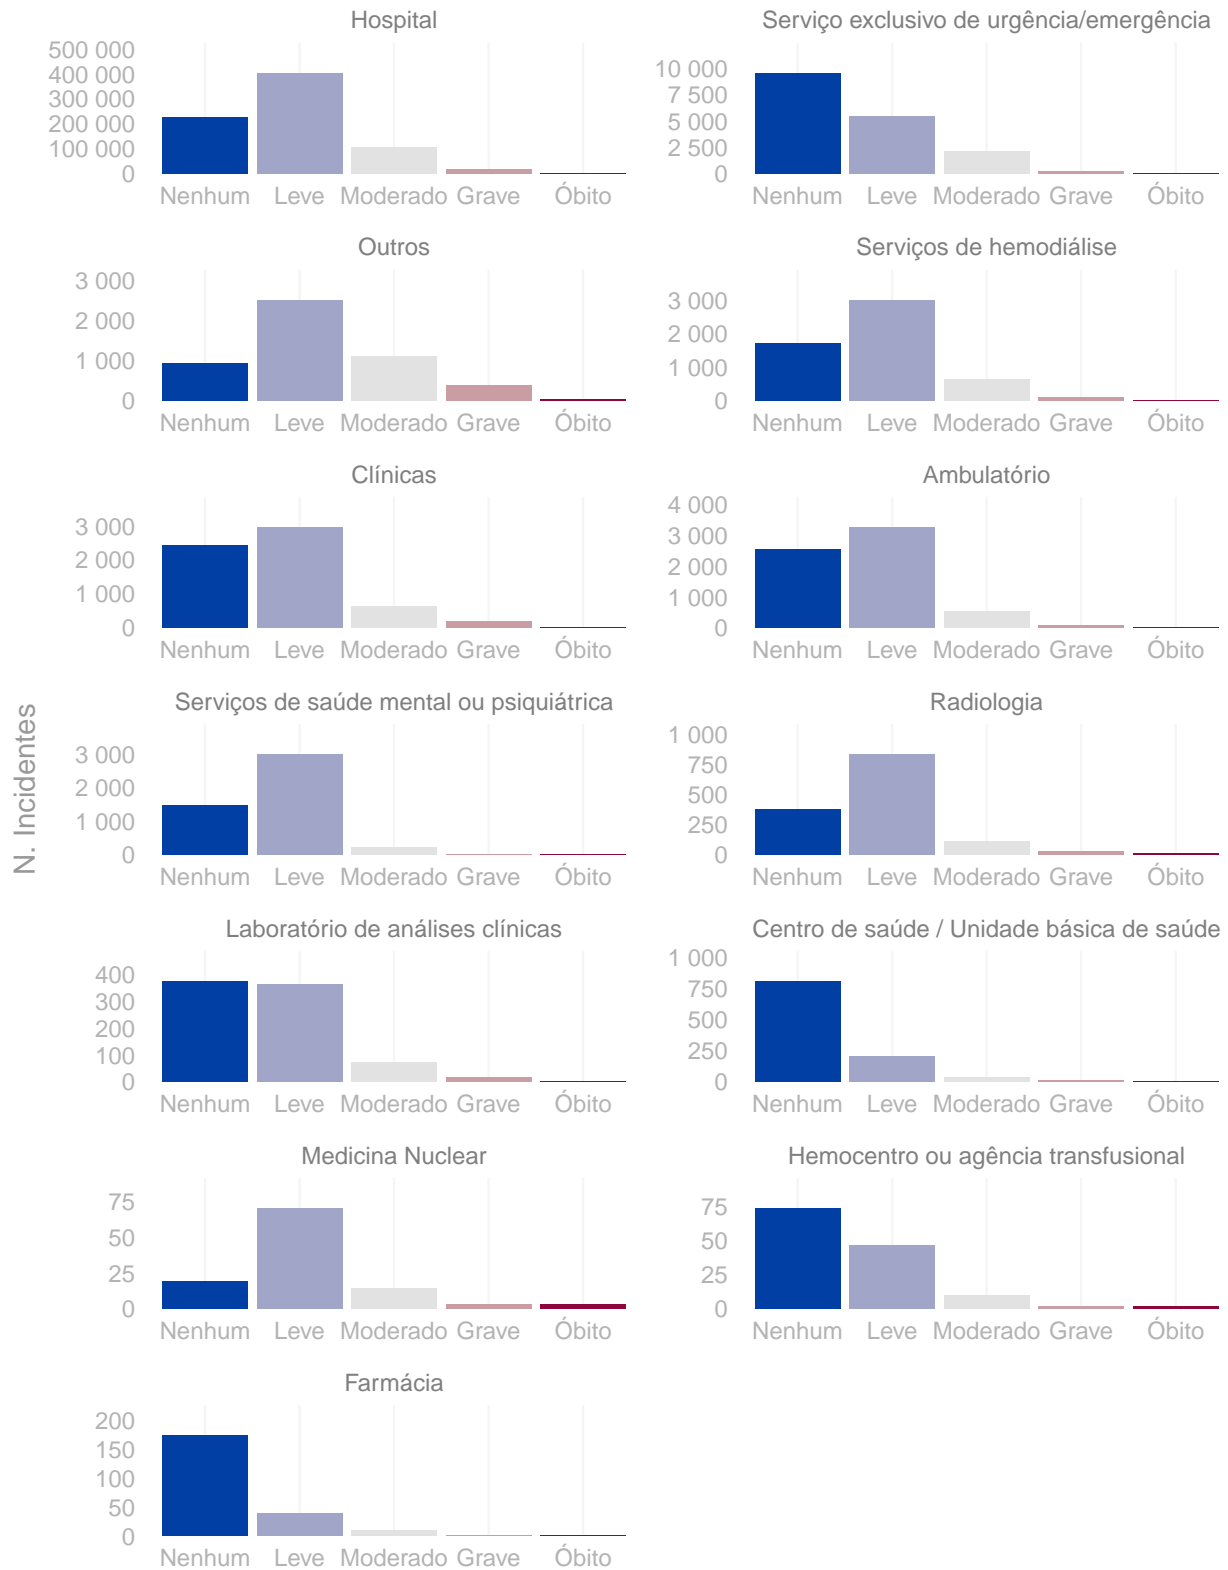 Hospital
500 000
400 000
300 000
200 000
100 000
0
Nenhum Leve Moderado Grave Óbito
Serviço exclusivo de urgência/emergência
10 000
7 500
5 000
2 500
0
Nenhum Leve Moderado Grave Óbito
Outros
3 000
2 000
1 000
0
Nenhum Leve Moderado Grave Óbito
Serviços de hemodiálise
3 000
2 000
1 000
0
Nenhum Leve Moderado Grave Óbito
Clínicas
3 000
2 000
1 000
0
Nenhum Leve Moderado Grave Óbito
Ambulatório
4 000
3 000
2 000
1 000
0
Nenhum Leve Moderado Grave Óbito
N. Incidentes
Serviços de saúde mental ou psiquiátrica
3 000
2 000
1 000
0
Nenhum Leve Moderado Grave Óbito
Radiologia
1 000
750
500
250
0
Nenhum Leve Moderado Grave Óbito
Laboratório de análises clínicas
400
300
200
100
0
Nenhum Leve Moderado Grave Óbito
Centro de saúde / Unidade básica de saúde
1 000
750
500
250
0
Nenhum Leve Moderado Grave Óbito
Medicina Nuclear
75
50
25
0
Nenhum Leve Moderado Grave Óbito
Hemocentro ou agência transfusional
75
50
25
0
Nenhum Leve Moderado Grave Óbito
Farmácia
200
150
100
50
0
Nenhum Leve Moderado Grave Óbito